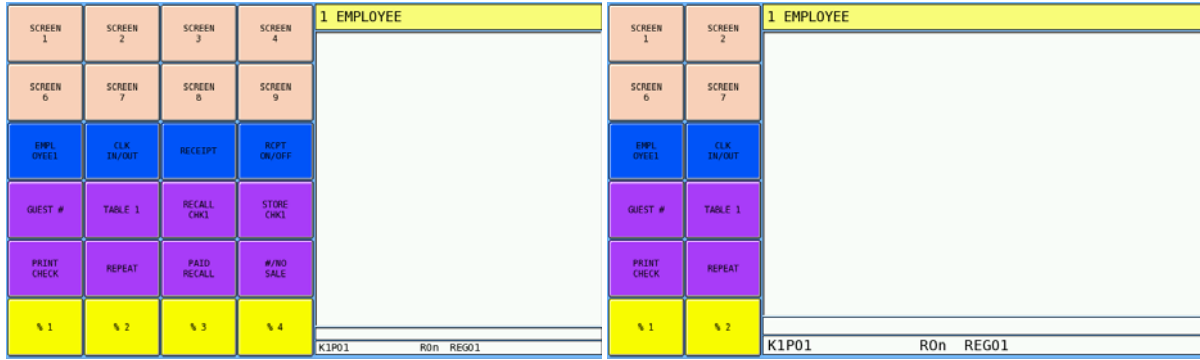 SCREEN
1
SCREEN
2
SCREEN
3
SCREEN
4
1 EMPLOYEE
SCREEN
6
SCREEN
7
SCREEN
8
SCREEN
9
EMPL
OYEE1
CLK
IN/OUT
RECEIPT
RCPT
ON/OFF
GUEST #
TABLE 1
RECALL
CHK1
STORE
CHK1
PRINT
CHECK
REPEAT
PAID
RECALL
#/NO
SALE
% 1
% 2
% 3
% 4
K1P01 ROn REG01
SCREEN
1
SCREEN
2
1 EMPLOYEE
SCREEN
6
SCREEN
7
EMPL
OYEE1
CLK
IN/OUT
GUEST #
TABLE 1
PRINT
CHECK
REPEAT
% 1
% 2
K1P01 ROn REG01